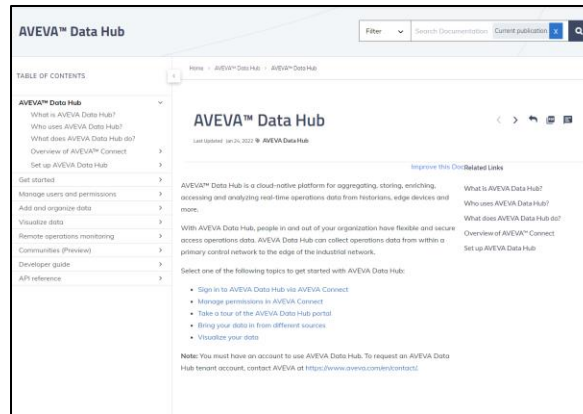 AVEVA™ Data Hub
Filter
Search Documentation
Current publication
x
TABLE OF CONTENTS
Home > AVEVA™ Data Hub > AVEVA™ Data Hub
AVEVA™ Data Hub
What is AVEVA Data Hub?
Who uses AVEVA Data Hub?
What does AVEVA Data Hub do?
Overview of AVEVA™ Connect
Set up AVEVA Data Hub
Get started
Manage users and permissions
Add and organize data
Visualize data
Remote operations monitoring
Communities (Preview)
Developer guide
API reference
AVEVA™ Data Hub
Last Updated Jan 24, 2022 AVEVA Data Hub
Improve this Doc
AVEVA™ Data Hub is a cloud-native platform for aggregating, storing, enriching,
accessing and analyzing real-time operations data from historians, edge devices and
more.
With AVEVA Data Hub, people in and out of your organization have flexible and secure
access operations data. AVEVA Data Hub can collect operations data from within a
primary control network to the edge of the industrial network.
Select one of the following topics to get started with AVEVA Data Hub:
• Sign in to AVEVA Data Hub via AVEVA Connect
• Manage permissions in AVEVA Connect
• Take a tour of the AVEVA Data Hub portal
• Bring your data in from different sources
• Visualize your data
Note: You must have an account to use AVEVA Data Hub. To request an AVEVA Data
Hub tenant account, contact AVEVA at https://www.aveva.com/en/contact/.
Related Links
What is AVEVA Data Hub?
Who uses AVEVA Data Hub?
What does AVEVA Data Hub do?
Overview of AVEVA™ Connect
Set up AVEVA Data Hub